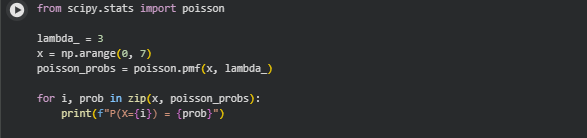 from scipy.stats import poisson
lambda_ = 3
x = np.arange(0, 7)
poisson_probs = poisson.pmf(x, lambda_)
for i, prob in zip(x, poisson_probs):
    print(f"P(X={i}) = {prob}")